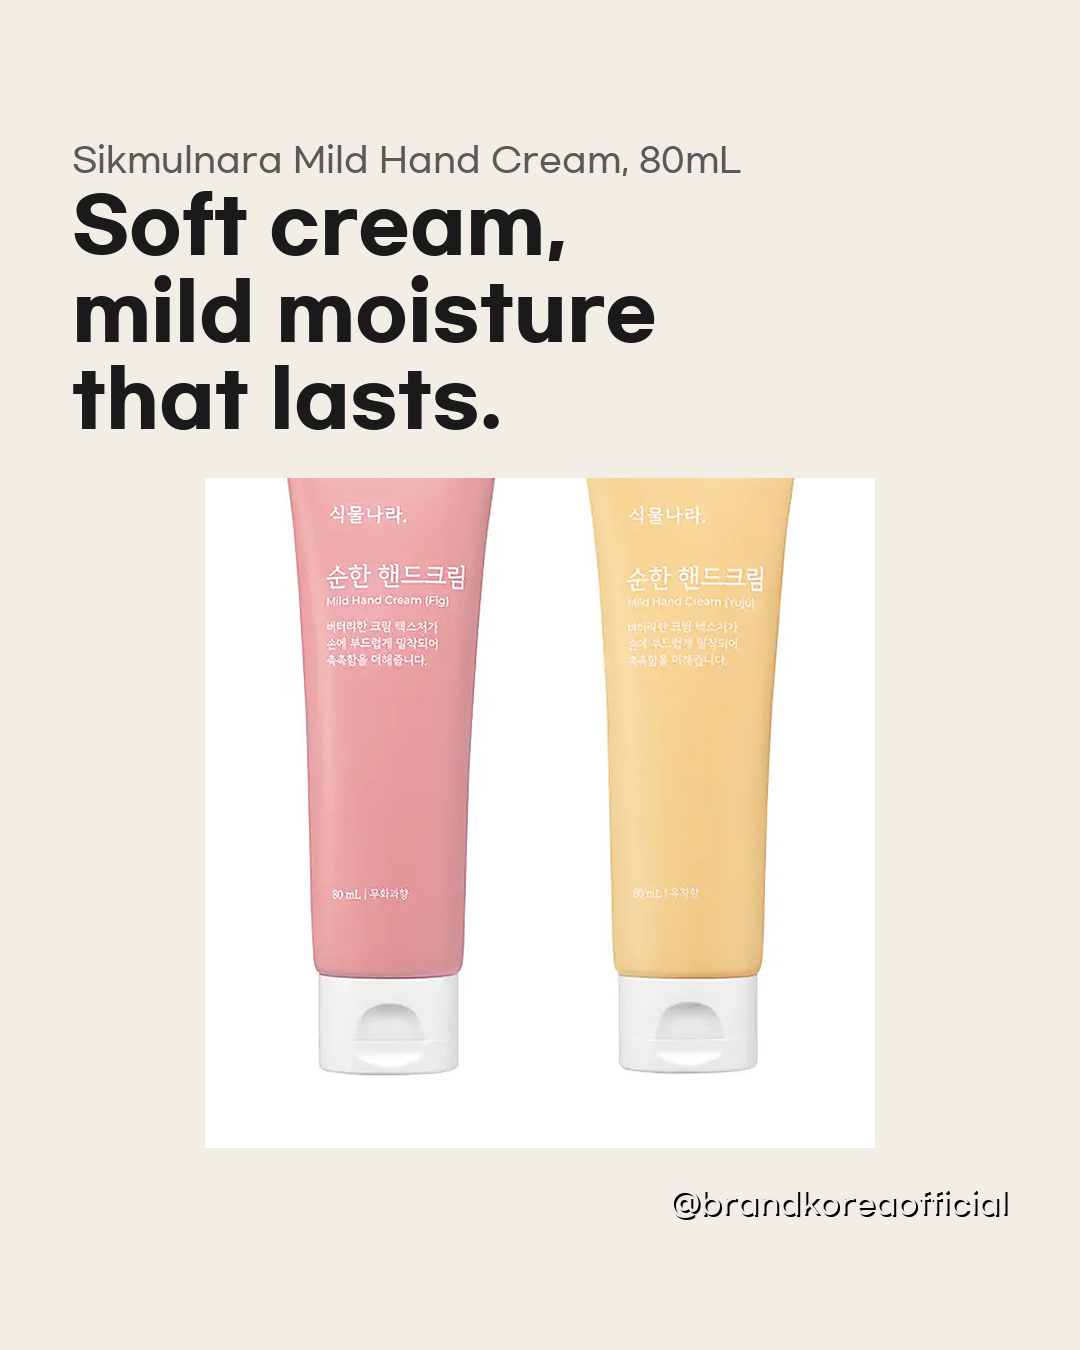 Sikmulnara Mild Hand Cream, 80mL
Soft cream,
mild moisture
that lasts.
식물나라.
순한 핸드크림
Mild Hand Cream (Fig)
버터리한 크림 텍스처가
손에 부드럽게 밀착되어
촉촉함을 더해줍니다.
80 mL | 무화과향
식물나라.
순한 핸드크림
Mild Hand Cream (Yuju)
버터리한 크림 텍스처가
손에 부드럽게 밀착되어
촉촉함을 더해줍니다.
80 mL | 유자향
@brandkoreaofficial